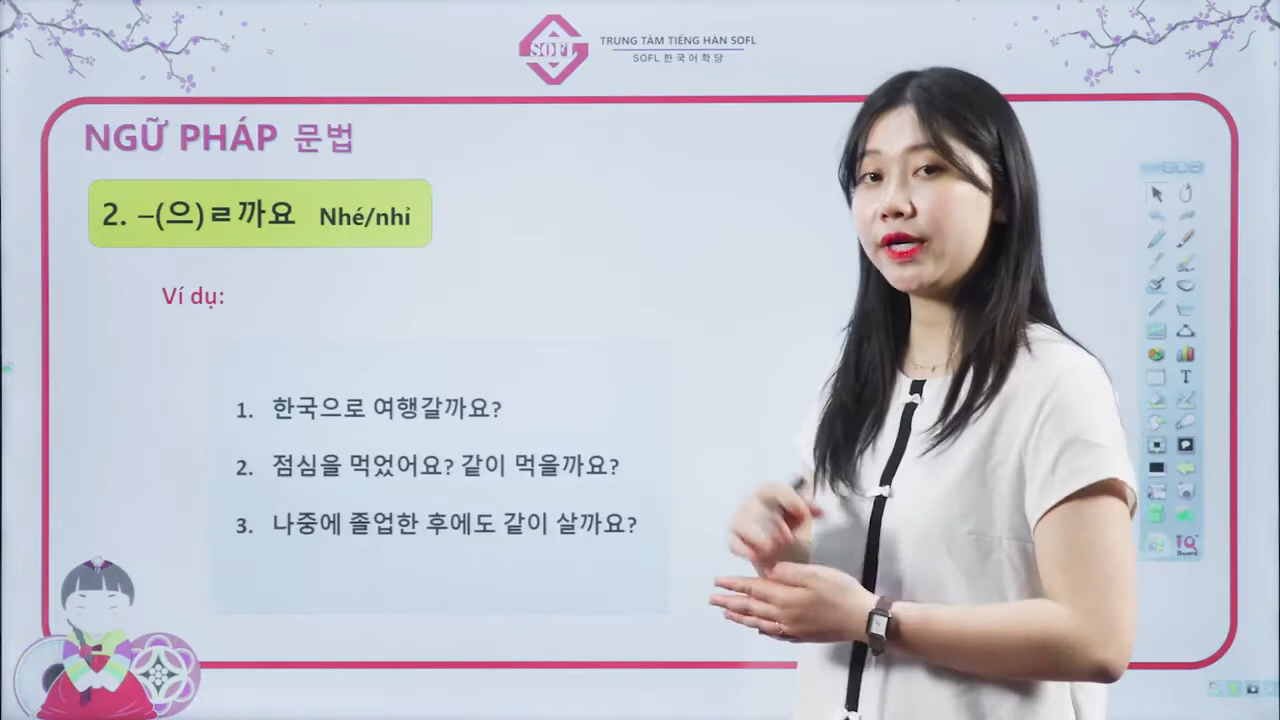 SOFL
TRUNG TÂM TIẾNG HÀN SOFL
SOFL 한국어학당
NGỮ PHÁP 문법
2. –(으)ㄹ까요 Nhé/nhỉ
Ví dụ:
1. 한국으로 여행갈까요?
2. 점심을 먹었어요? 같이 먹을까요?
3. 나중에 졸업한 후에도 같이 살까요?
T
IQ
Board